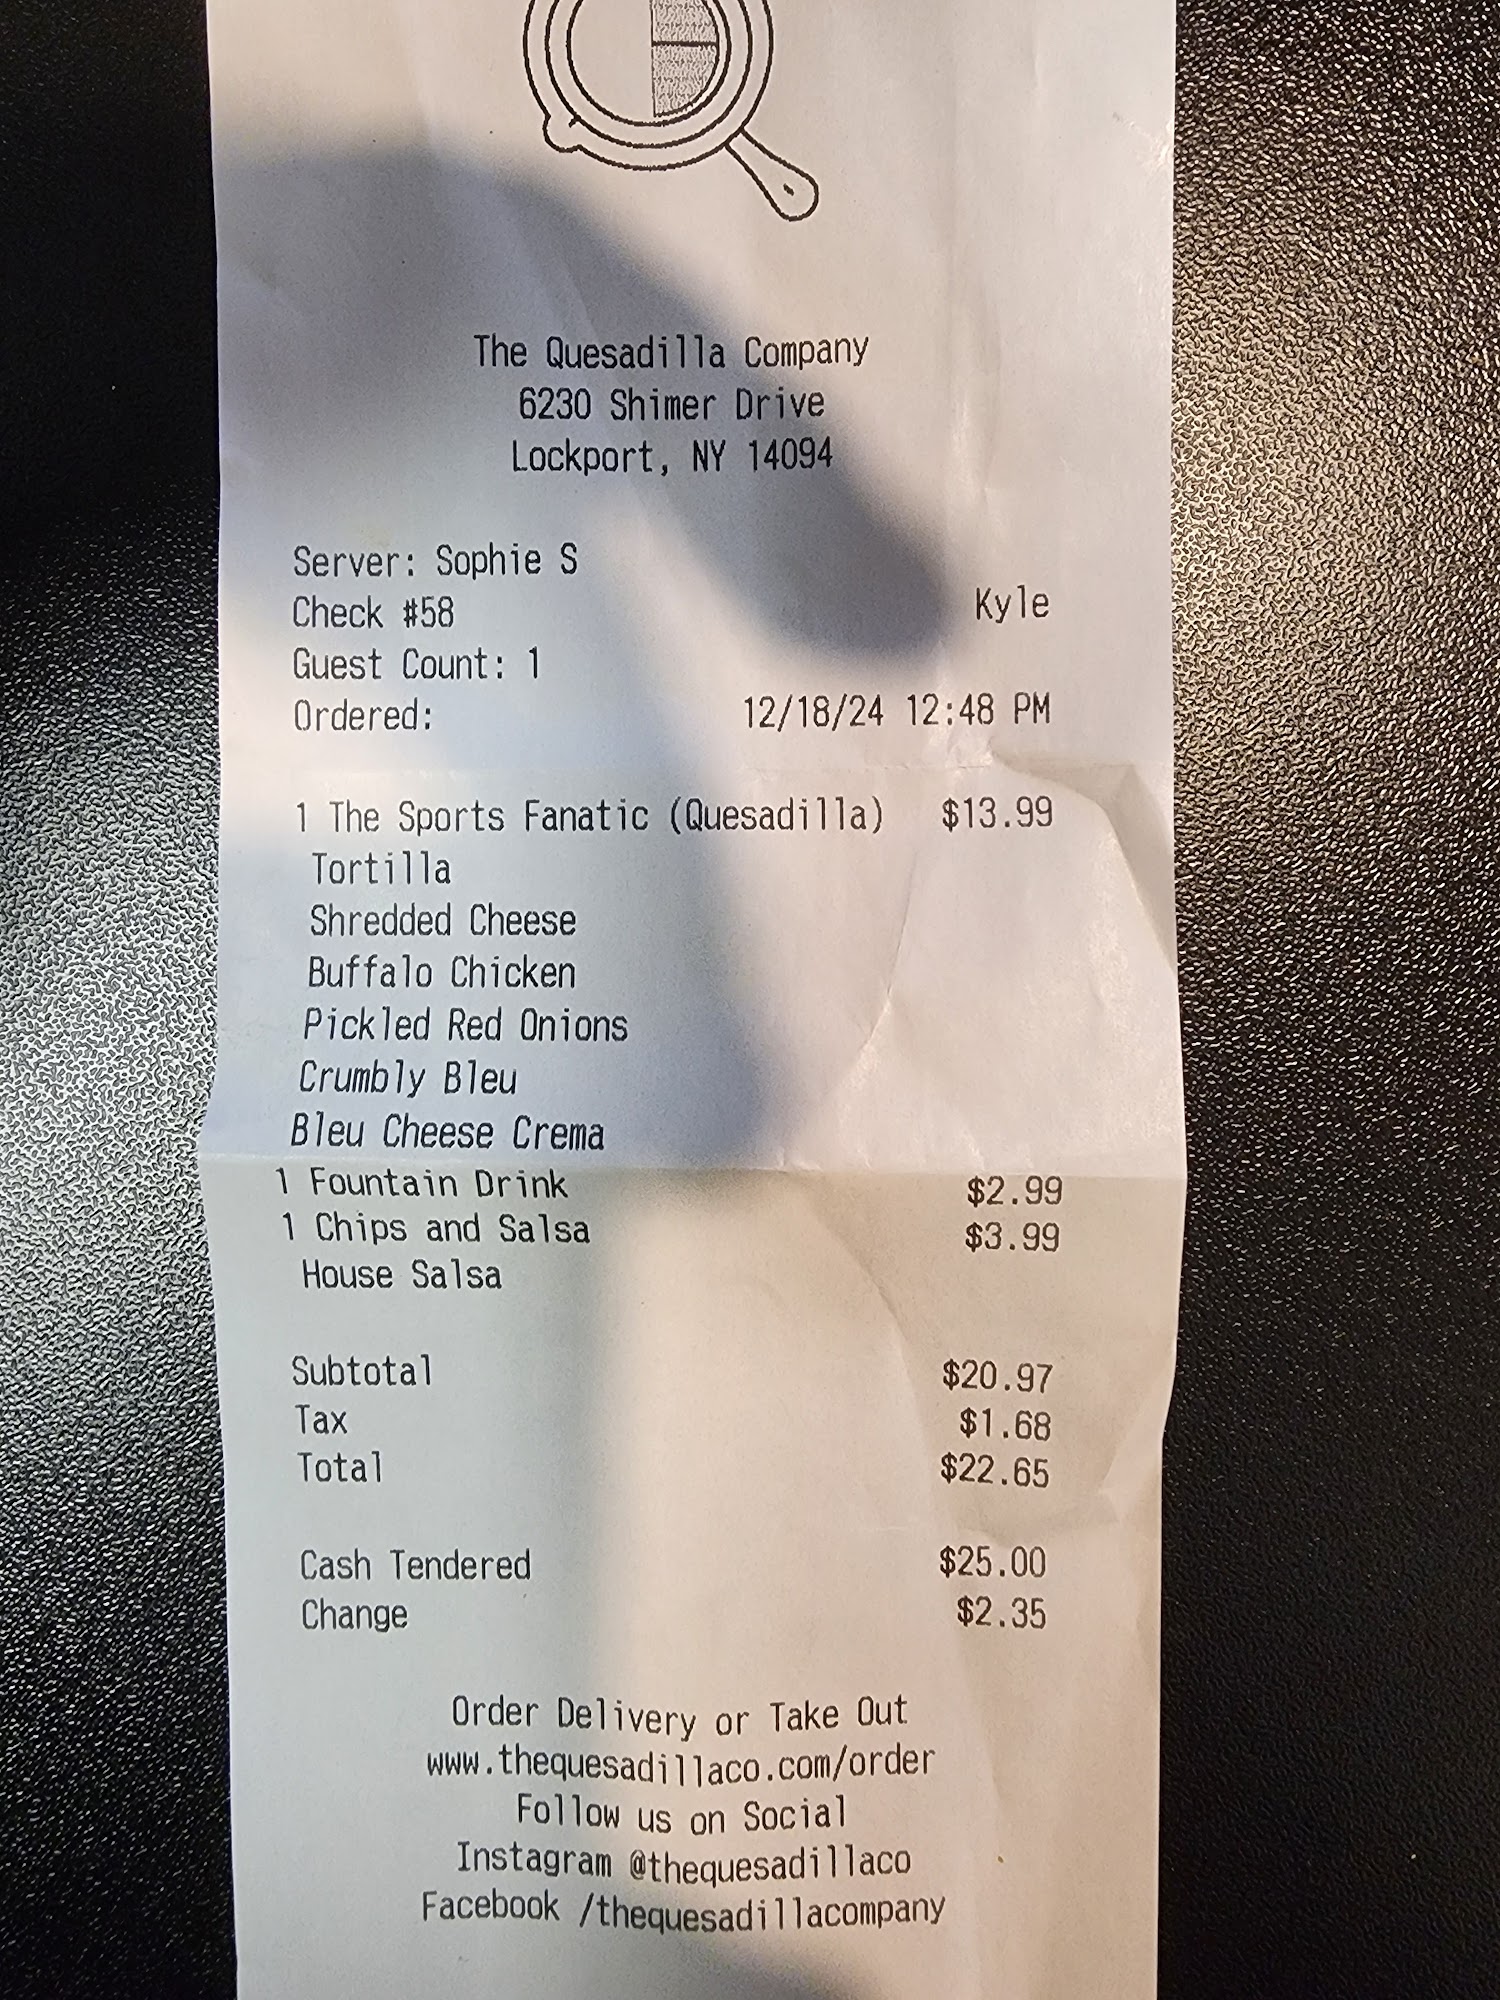 The Quesadilla Company
6230 Shimer Drive
Lockport, NY 14094
Server: Sophie S
Check #58 Kyle
Guest Count: 1
Ordered: 12/18/24 12:48 PM
1 The Sports Fanatic (Quesadilla) $13.99
Tortilla
Shredded Cheese
Buffalo Chicken
Pickled Red Onions
Crumbly Bleu
Bleu Cheese Crema
1 Fountain Drink $2.99
1 Chips and Salsa $3.99
House Salsa
Subtotal $20.97
Tax $1.68
Total $22.65
Cash Tendered $25.00
Change $2.35
Order Delivery or Take Out
www.thequesadillaco.com/order
Follow us on Social
Instagram @thequesadillaco
Facebook /thequesadillacompany